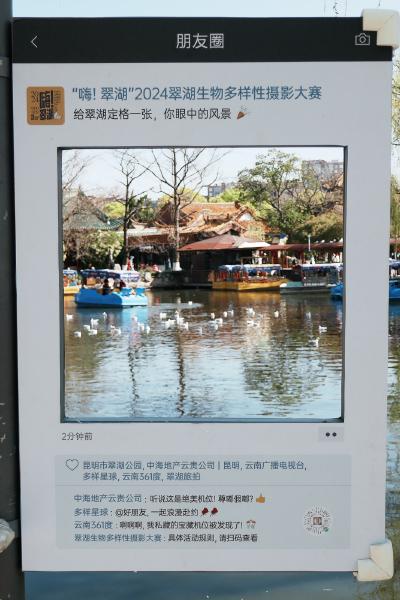 朋友圈
“嗨! 翠湖”2024翠湖生物多样性摄影大赛
给翠湖定格一张，你眼中的风景
2分钟前
昆明市翠湖公园, 中海地产云贵公司 | 昆明, 云南广播电视台,
多样星球, 云南361度, 翠湖旅拍
中海地产云贵公司：听说这是绝美机位! 尊嘟假嘟?
多样星球：@好朋友, 一起浪漫赴约
云南361度：啊啊啊, 我私藏的宝藏机位被发现了!
翠湖生物多样性摄影大赛：具体活动规则, 请扫码查看